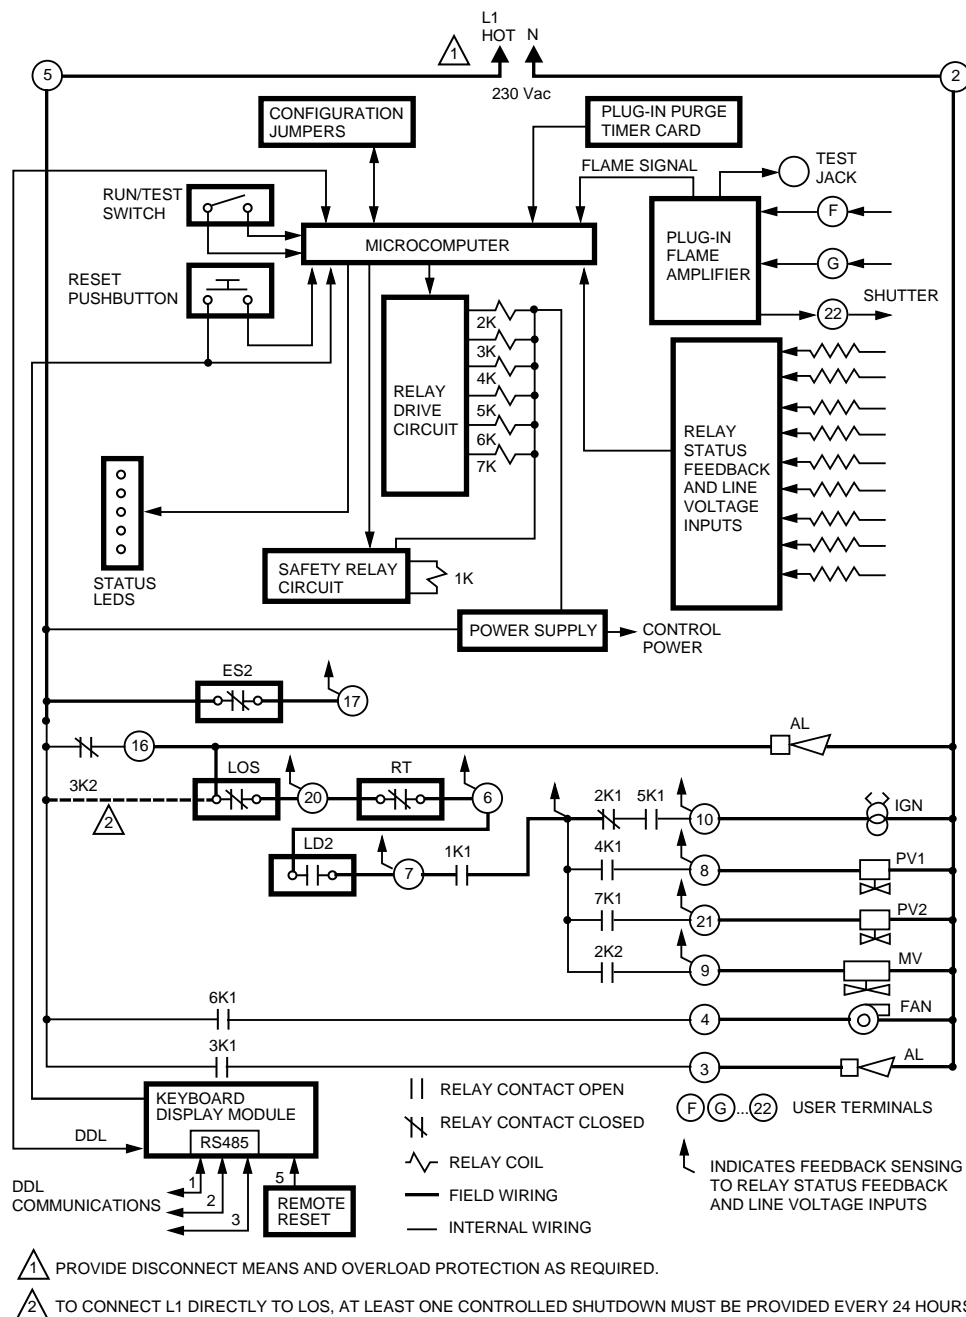 L1
HOT N
1
5
2
230 Vac
CONFIGURATION
JUMPERS
PLUG-IN PURGE
TIMER CARD
FLAME SIGNAL
TEST
JACK
RUN/TEST
SWITCH
F
MICROCOMPUTER
PLUG-IN
FLAME
AMPLIFIER
G
RESET
PUSHBUTTON
SHUTTER
22
2K
3K
4K
5K
6K
7K
RELAY
DRIVE
CIRCUIT
RELAY
STATUS
FEEDBACK
AND LINE
VOLTAGE
INPUTS
STATUS
LEDS
SAFETY RELAY
CIRCUIT
1K
POWER SUPPLY
CONTROL
POWER
ES2
17
AL
16
3K2
2
LOS
20
RT
6
LD2
7
1K1
2K1
5K1
10
IGN
4K1
8
PV1
7K1
21
PV2
2K2
9
MV
6K1
4
FAN
3K1
3
AL
KEYBOARD
DISPLAY MODULE
RS485
DDL
DDL
COMMUNICATIONS
1
2
3
5
REMOTE
RESET
RELAY CONTACT OPEN
RELAY CONTACT CLOSED
RELAY COIL
FIELD WIRING
INTERNAL WIRING
F G ... 22 USER TERMINALS
INDICATES FEEDBACK SENSING
TO RELAY STATUS FEEDBACK
AND LINE VOLTAGE INPUTS
1 PROVIDE DISCONNECT MEANS AND OVERLOAD PROTECTION AS REQUIRED.
2 TO CONNECT L1 DIRECTLY TO LOS, AT LEAST ONE CONTROLLED SHUTDOWN MUST BE PROVIDED EVERY 24 HOURS